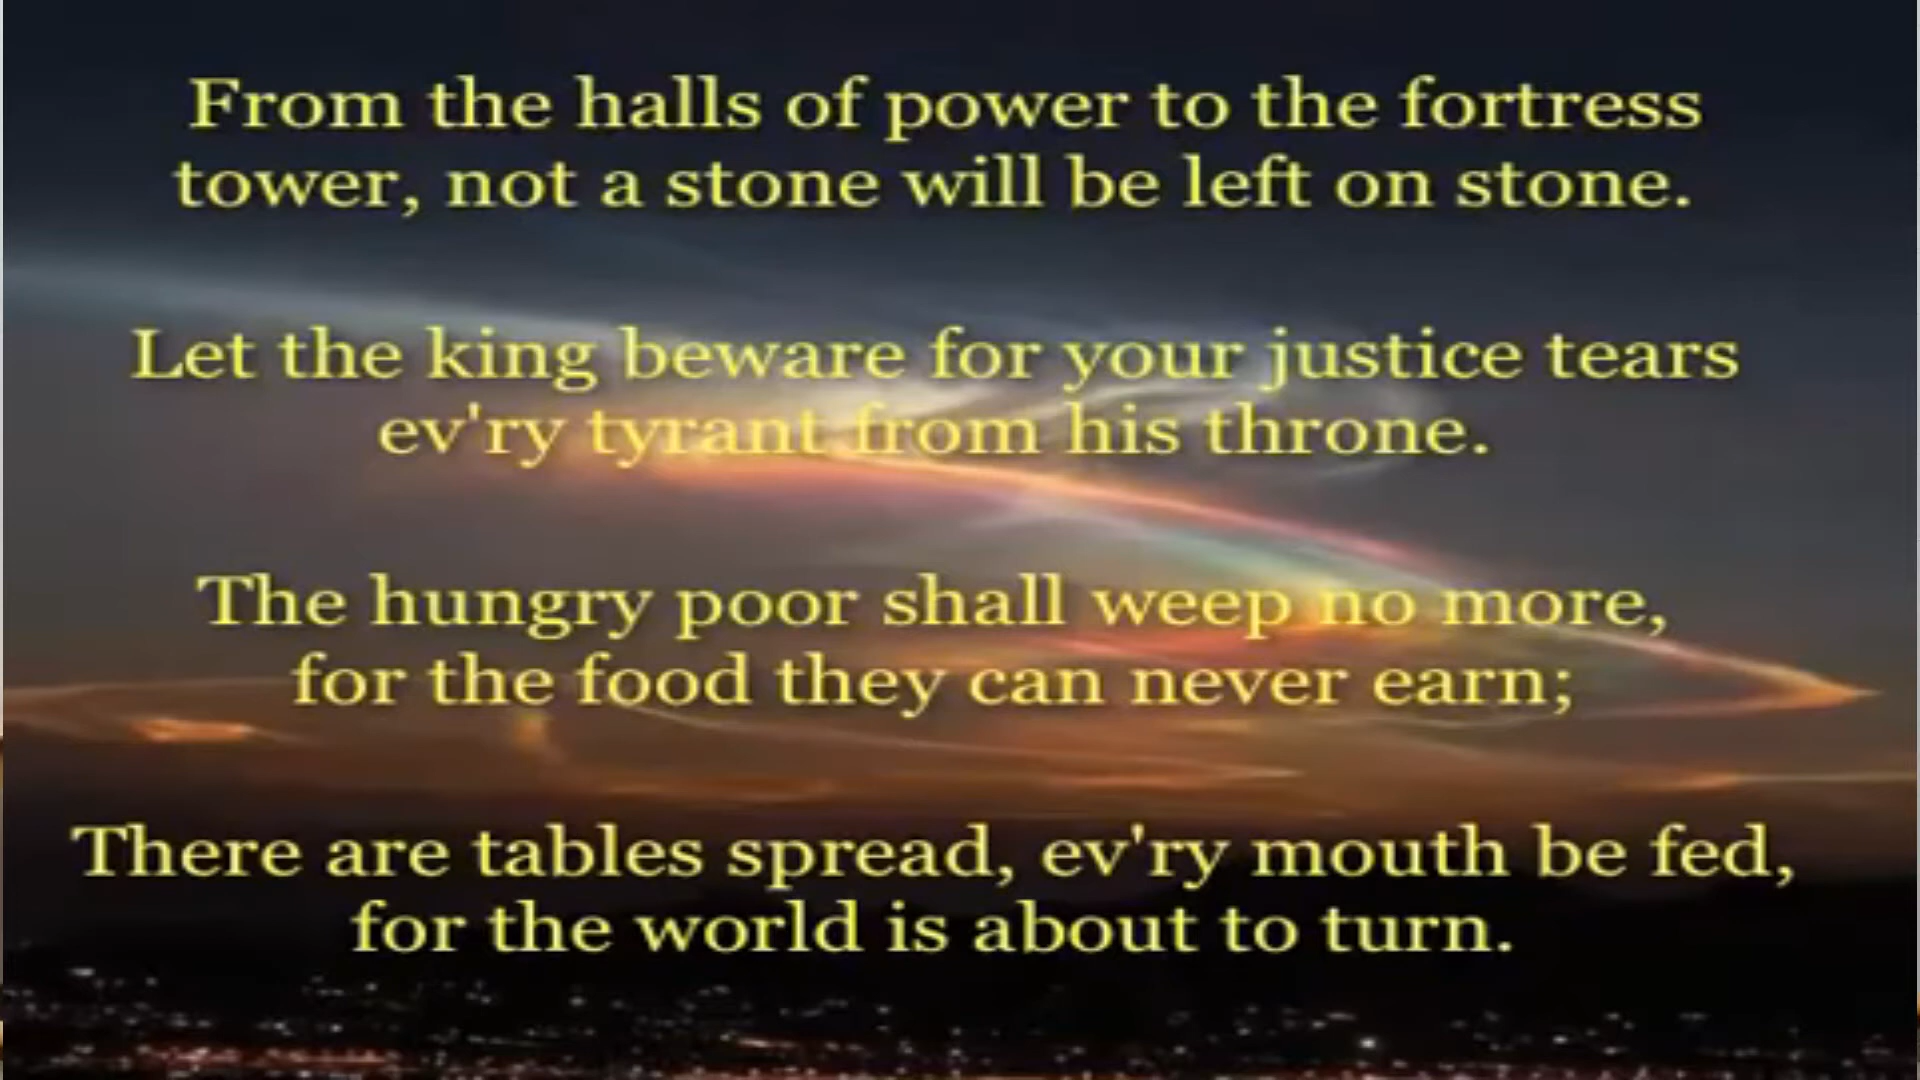 From the halls of power to the fortress
tower, not a stone will be left on stone.
Let the king beware for your justice tears
ev'ry tyrant from his throne.
The hungry poor shall weep no more,
for the food they can never earn;
There are tables spread, ev'ry mouth be fed,
for the world is about to turn.